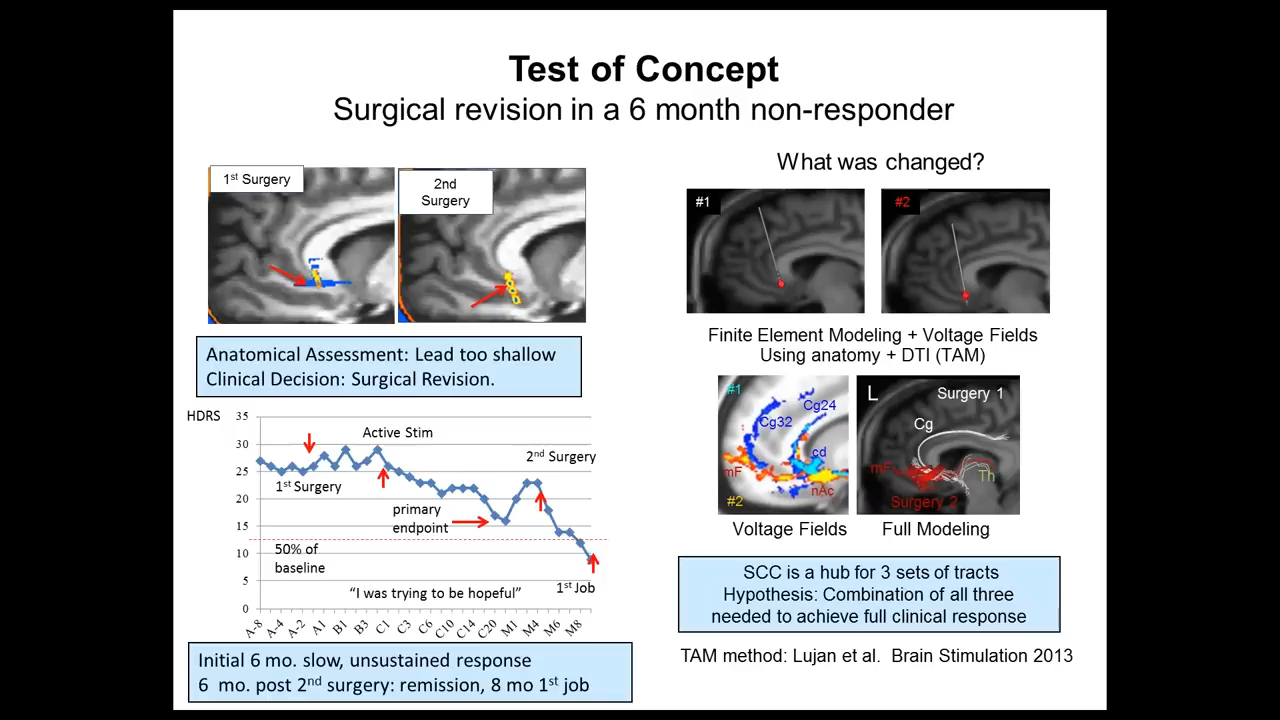 Test of Concept
Surgical revision in a 6 month non-responder
1st Surgery
2nd
Surgery
Anatomical Assessment: Lead too shallow
Clinical Decision: Surgical Revision.
HDRS
35
30
25
20
15
10
5
0
Active Stim
2nd Surgery
1st Surgery
primary
endpoint
50% of
baseline
1st Job
“I was trying to be hopeful”
A-8 A-4 A-2 A1 B1 B3 C1 C3 C6 C10 C14 C20 M1 M4 M6 M8
Initial 6 mo. slow, unsustained response
6 mo. post 2nd surgery: remission, 8 mo 1st job
What was changed?
#1
#2
Finite Element Modeling + Voltage Fields
Using anatomy + DTI (TAM)
#1
Cg24
Cg32
cd
mF
nAc
#2
L
Surgery 1
Cg
mF
Th
Surgery 2
Voltage Fields
Full Modeling
SCC is a hub for 3 sets of tracts
Hypothesis: Combination of all three
needed to achieve full clinical response
TAM method: Lujan et al. Brain Stimulation 2013